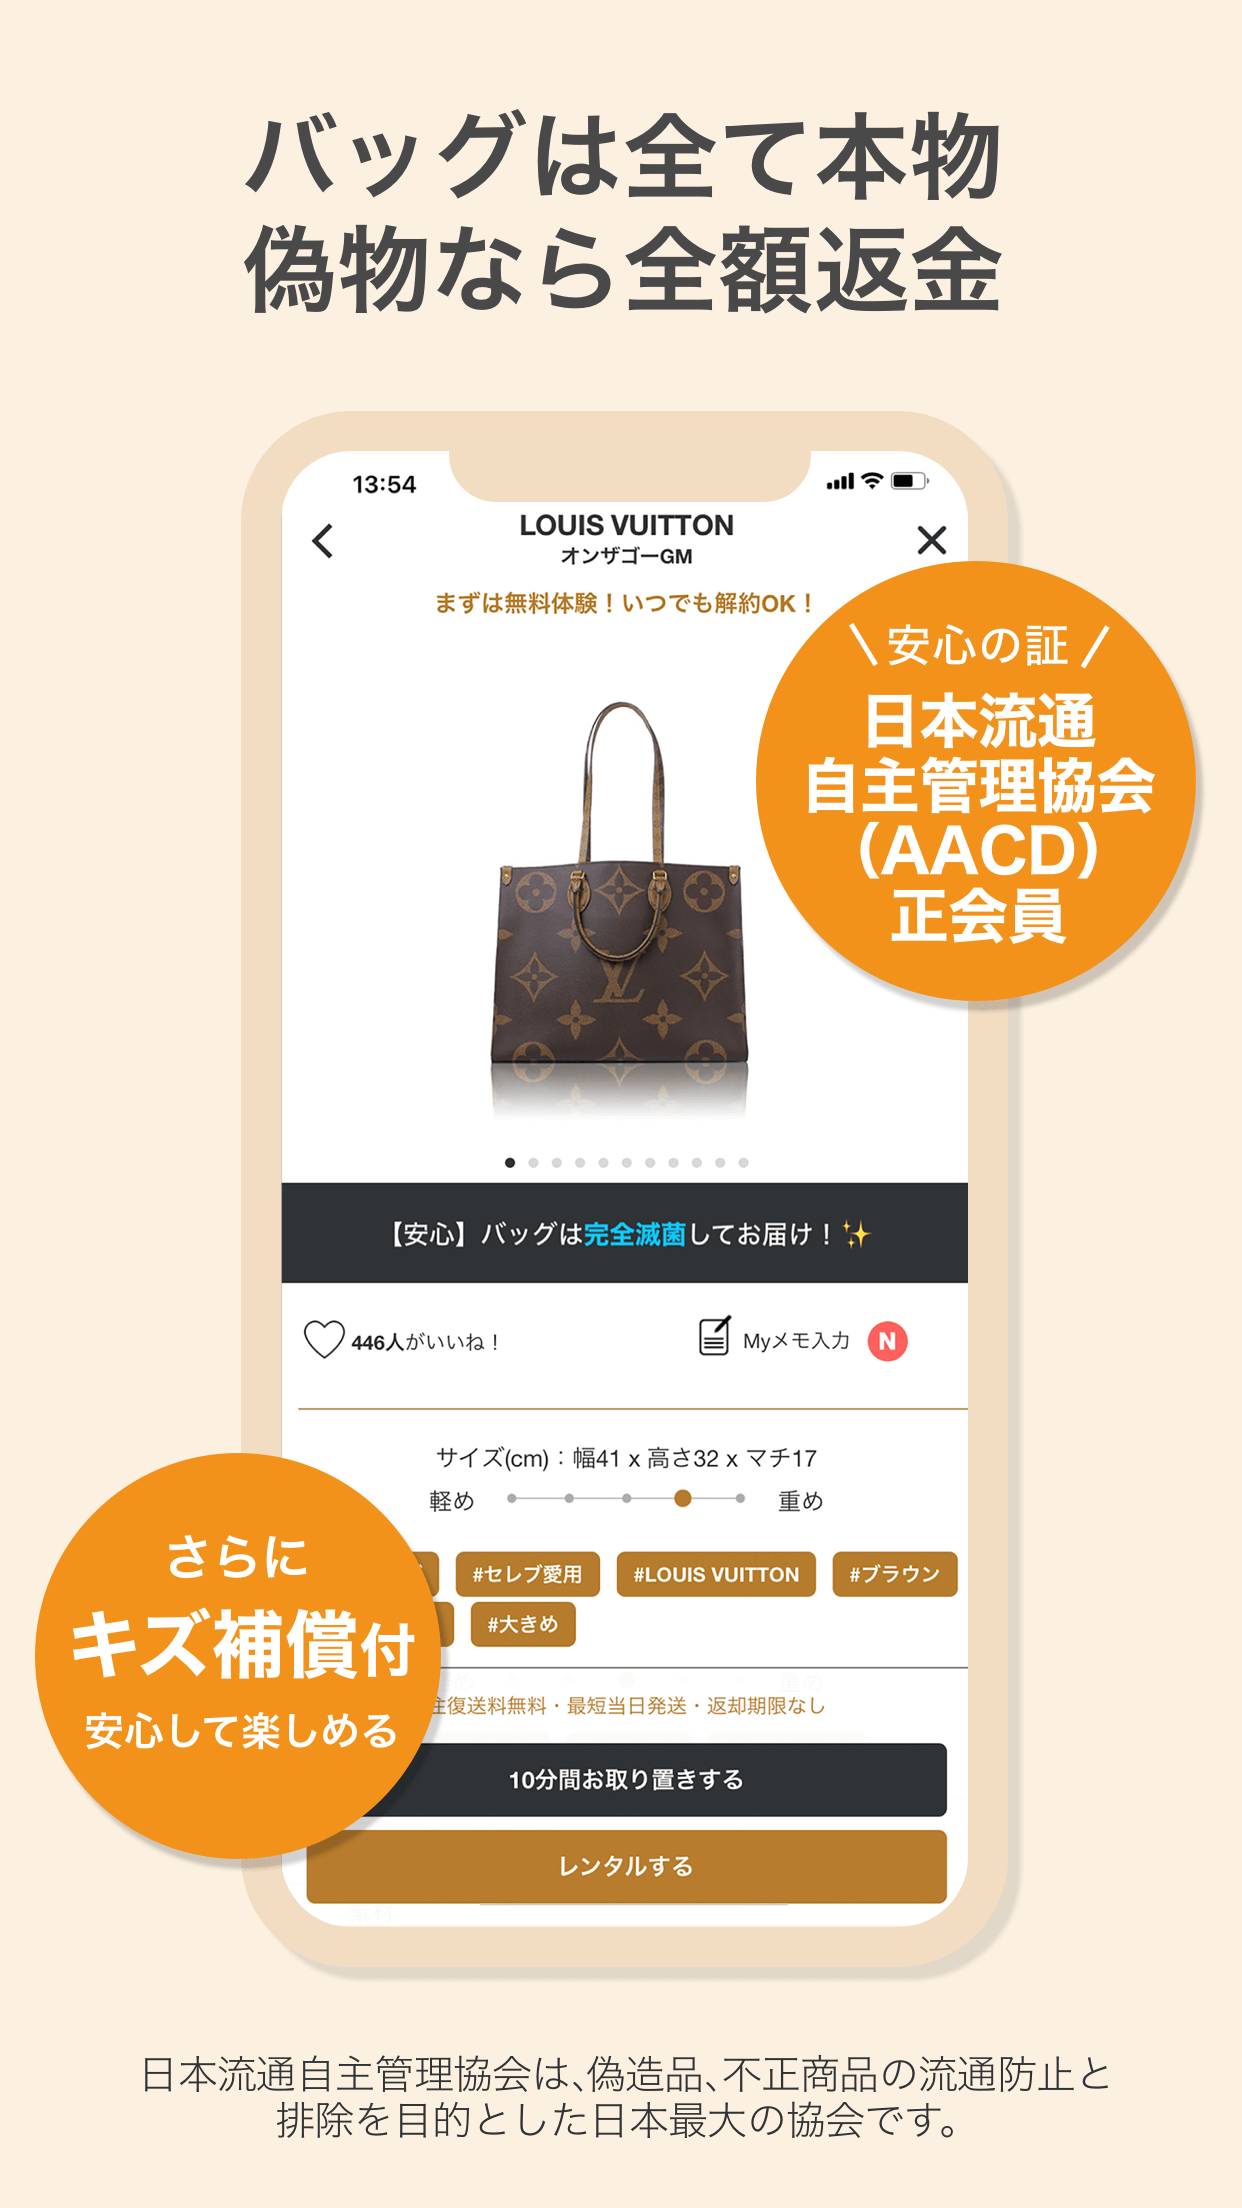 バッグは全て本物
偽物なら全額返金
13:54
LOUIS VUITTON
オンザゴーGM
まずは無料体験！いつでも解約OK！
\ 安心の証 /
日本流通
自主管理協会
(AACD)
正会員
【安心】バッグは完全滅菌してお届け！✨
446人がいいね！
Myメモ入力 N
サイズ(cm)：幅41 x 高さ32 x マチ17
軽め 重め
#セレブ愛用 #LOUIS VUITTON #ブラウン
#大きめ
さらに
キズ補償付
安心して楽しめる
往復送料無料・最短当日発送・返却期限なし
10分間お取り置きする
レンタルする
日本流通自主管理協会は、偽造品、不正商品の流通防止と
排除を目的とした日本最大の協会です。